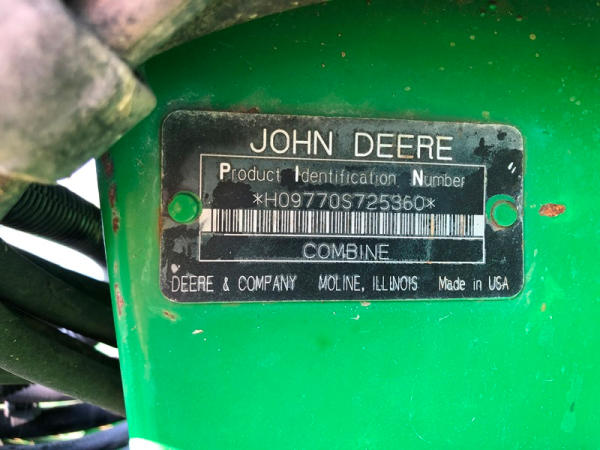 JOHN DEERE
Product Identification Number
*H09770S725360*
COMBINE
DEERE & COMPANY MOLINE, ILLINOIS Made in USA